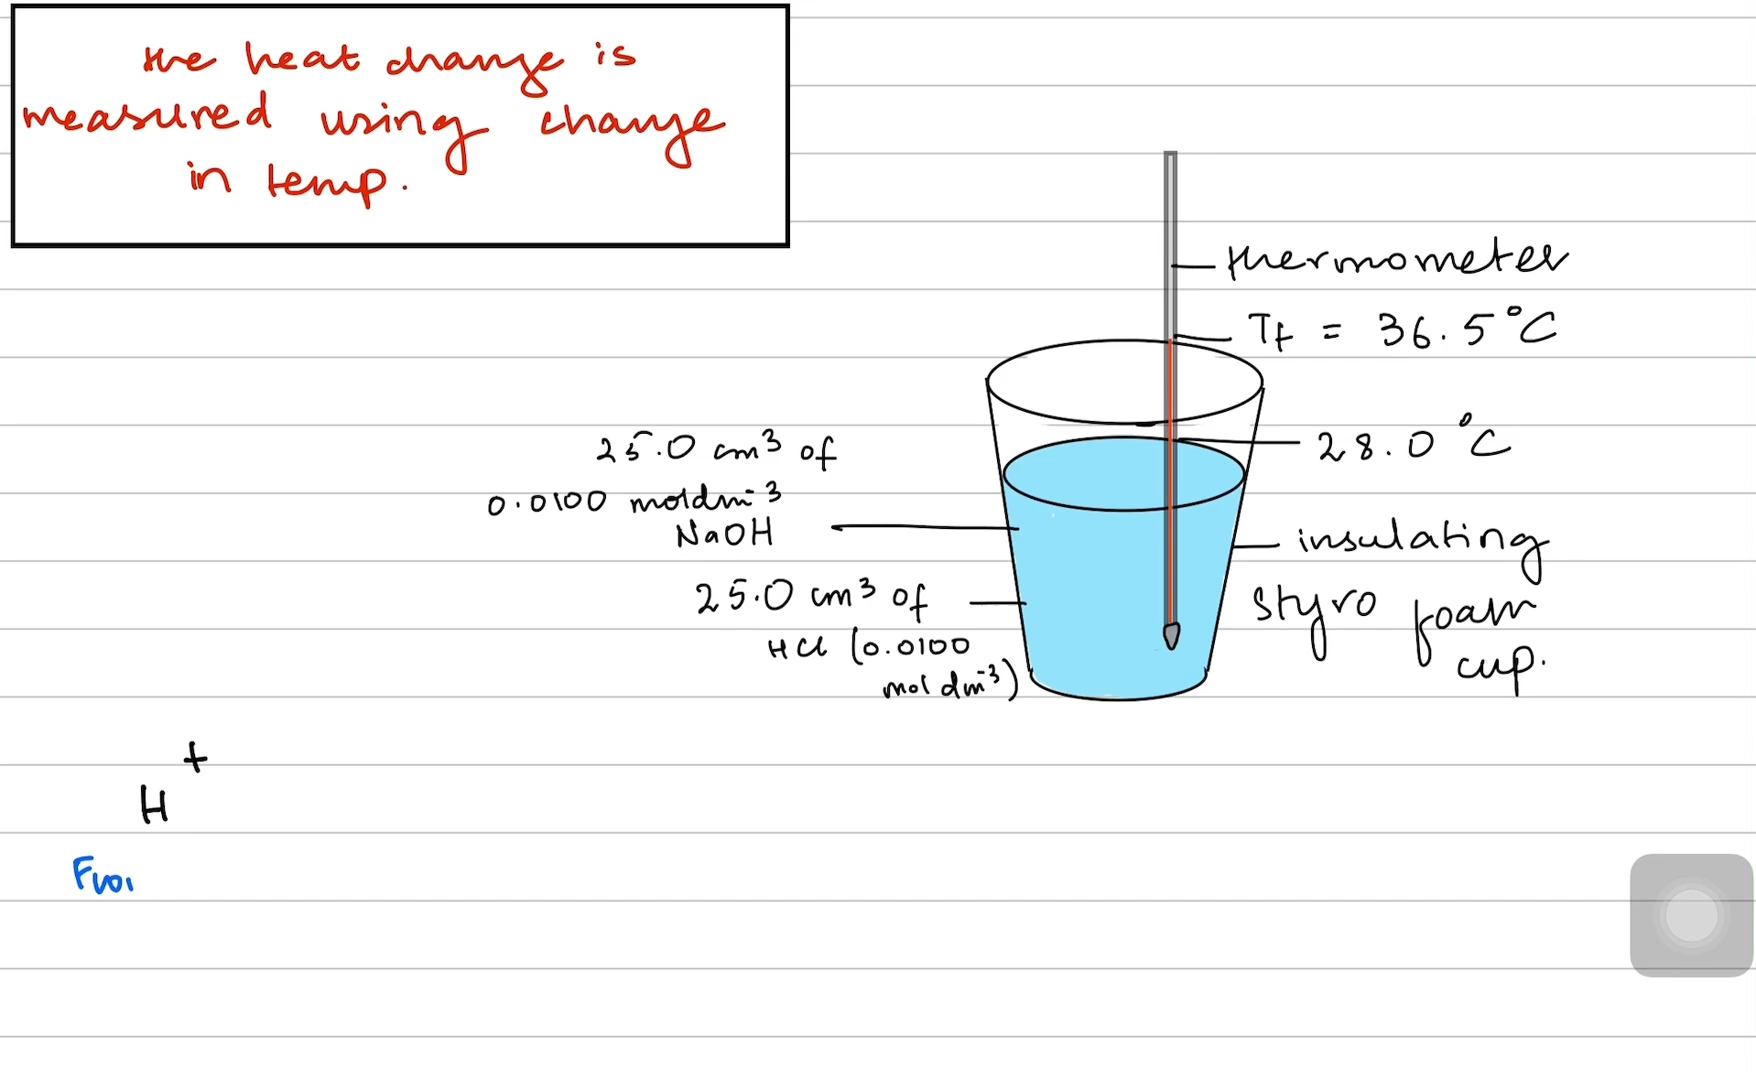 the heat change is
measured using change
in temp.
thermometer
Tf = 36.5°C
25.0 cm³ of
0.0100 moldm⁻³
NaOH
28.0 °C
25.0 cm³ of
HCl (0.0100
mol dm⁻³)
insulating
styro foam
cup.
H⁺